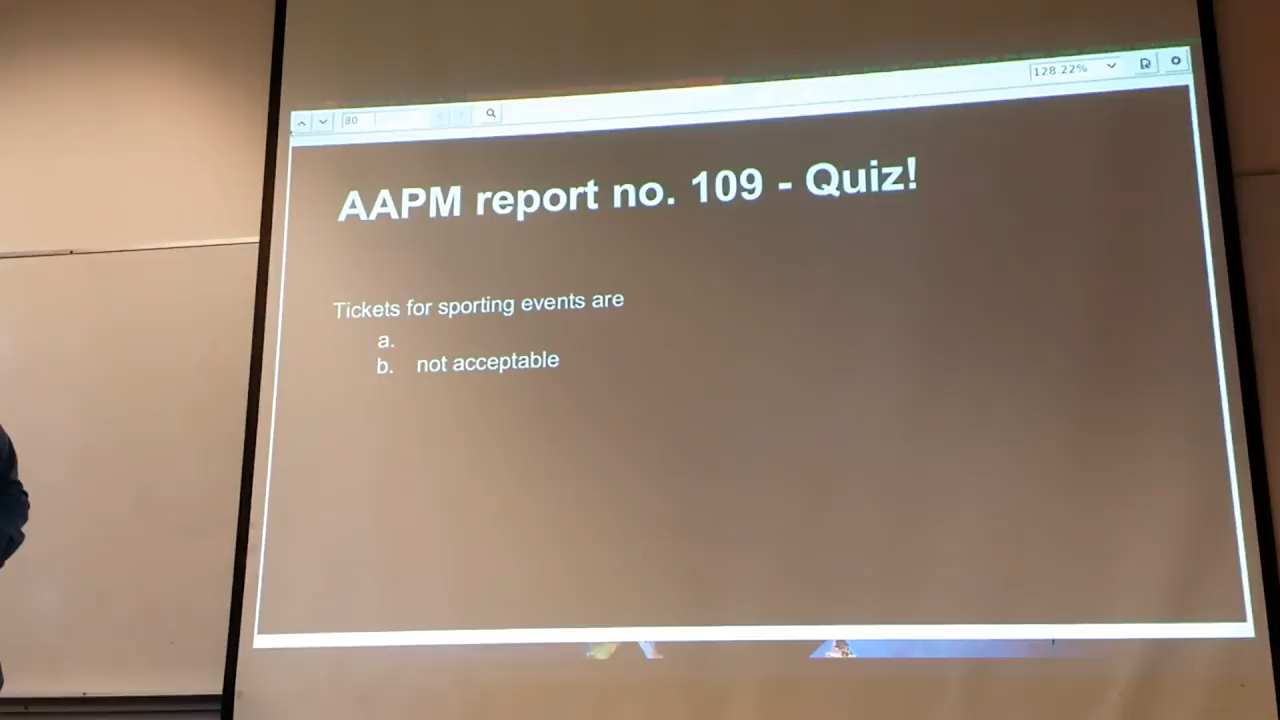 128.22%
80
AAPM report no. 109 - Quiz!
Tickets for sporting events are
a.
b. not acceptable